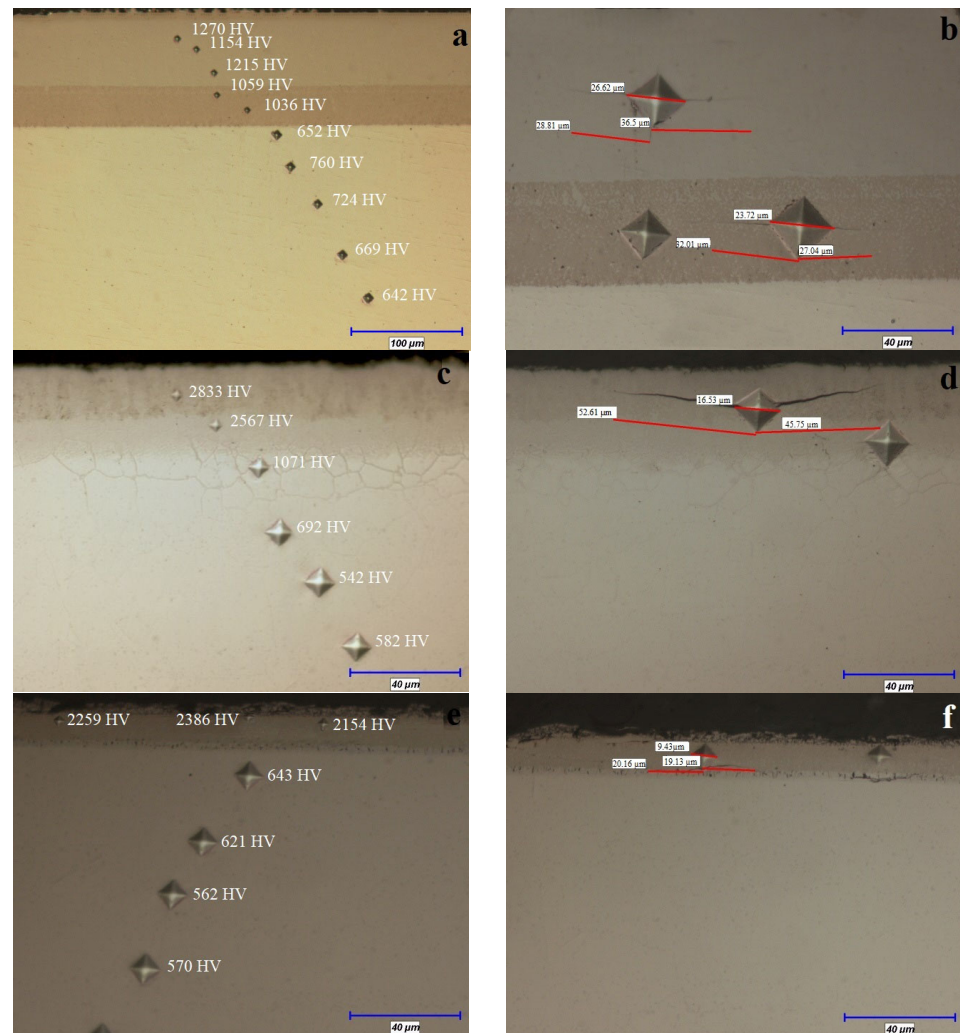 a
1270 HV
1154 HV
1215 HV
1059 HV
1036 HV
652 HV
760 HV
724 HV
669 HV
642 HV
100 µm
b
26.62 µm
28.81 µm
36.5 µm
23.72 µm
32.01 µm
27.04 µm
40 µm
c
2833 HV
2567 HV
1071 HV
692 HV
542 HV
582 HV
40 µm
d
16.53 µm
52.61 µm
45.75 µm
40 µm
e
2259 HV
2386 HV
2154 HV
643 HV
621 HV
562 HV
570 HV
40 µm
f
9.43µm
20.16 µm
19.13 µm
40 µm